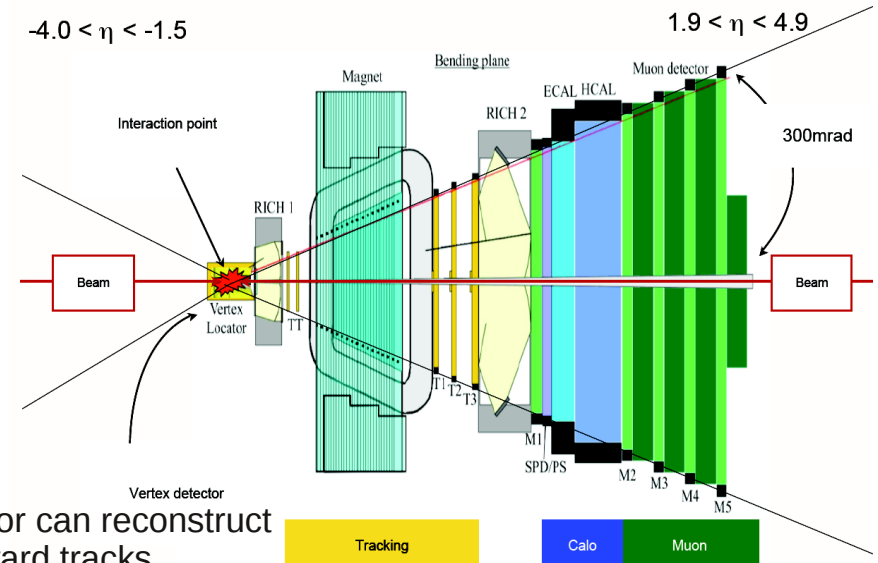 -4.0 < η < -1.5
1.9 < η < 4.9
Bending plane
Magnet
Muon detector
ECAL HCAL
RICH 2
Interaction point
300mrad
RICH 1
Beam
Beam
Vertex
Locator
TT
T1
T2
T3
M1
SPD/PS
M2
M3
M4
M5
Vertex detector
or can reconstruct
ard tracks
Tracking
Calo
Muon